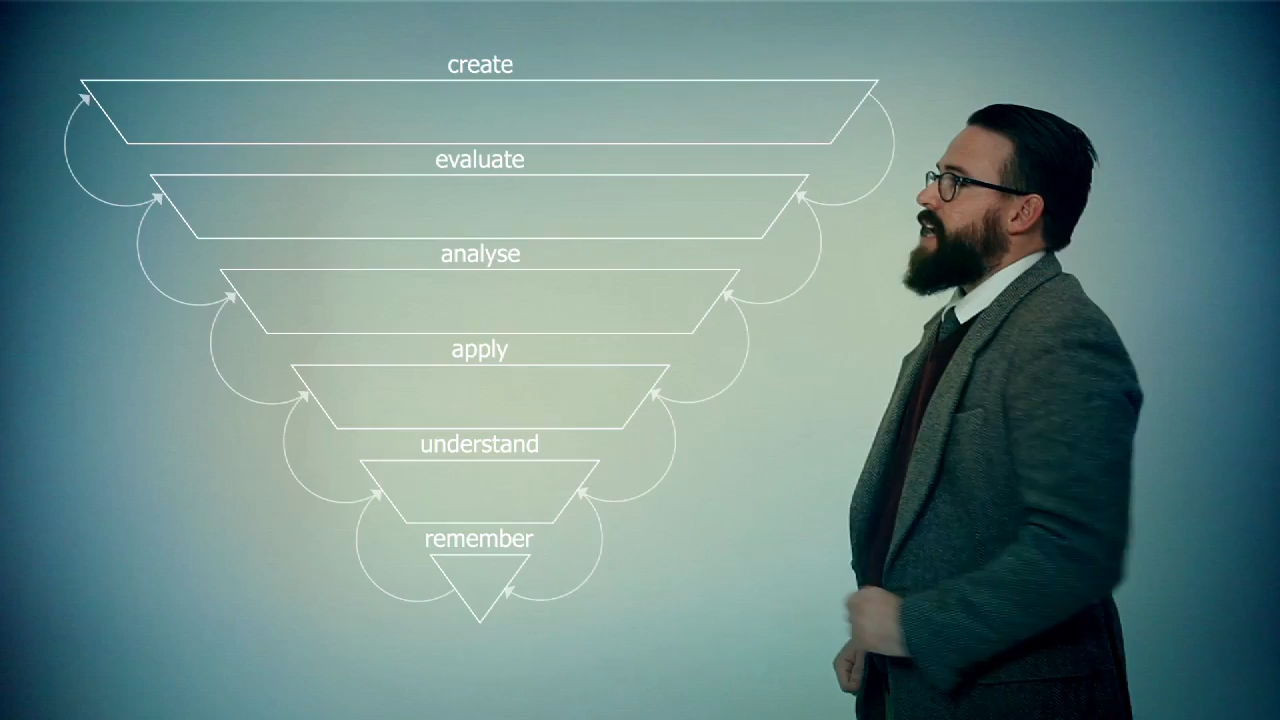 create
evaluate
analyse
apply
understand
remember